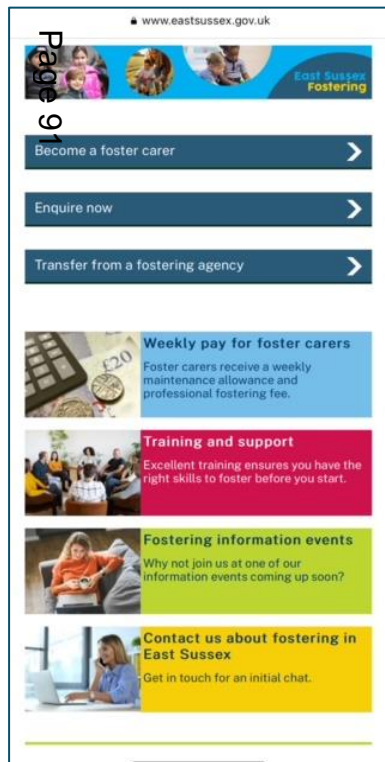 www.eastsussex.gov.uk
Page 91
East Sussex
Fostering
Become a foster carer
Enquire now
Transfer from a fostering agency
£20
Weekly pay for foster carers
Foster carers receive a weekly
maintenance allowance and
professional fostering fee.
Training and support
Excellent training ensures you have the
right skills to foster before you start.
Fostering information events
Why not join us at one of our
information events coming up soon?
Contact us about fostering in
East Sussex
Get in touch for an initial chat.